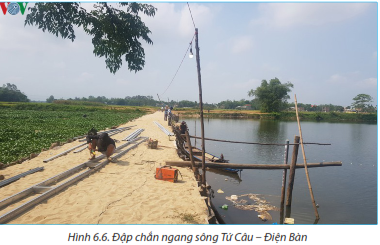 VOV
Hình 6.6. Đập chắn ngang sông Tứ Câu – Điện Bàn